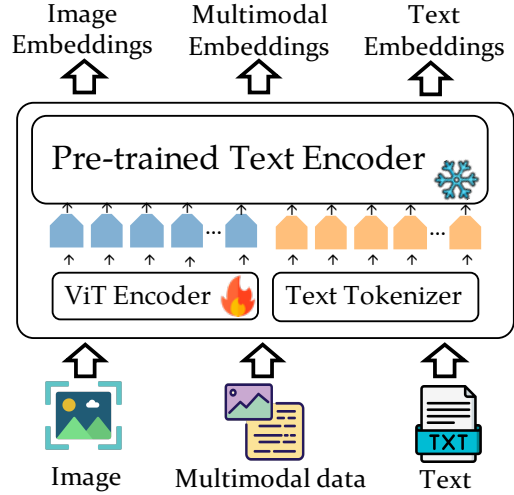 Image
Embeddings
Multimodal
Embeddings
Text
Embeddings
Pre-trained Text Encoder
...
...
ViT Encoder
Text Tokenizer
TXT
Image
Multimodal data
Text